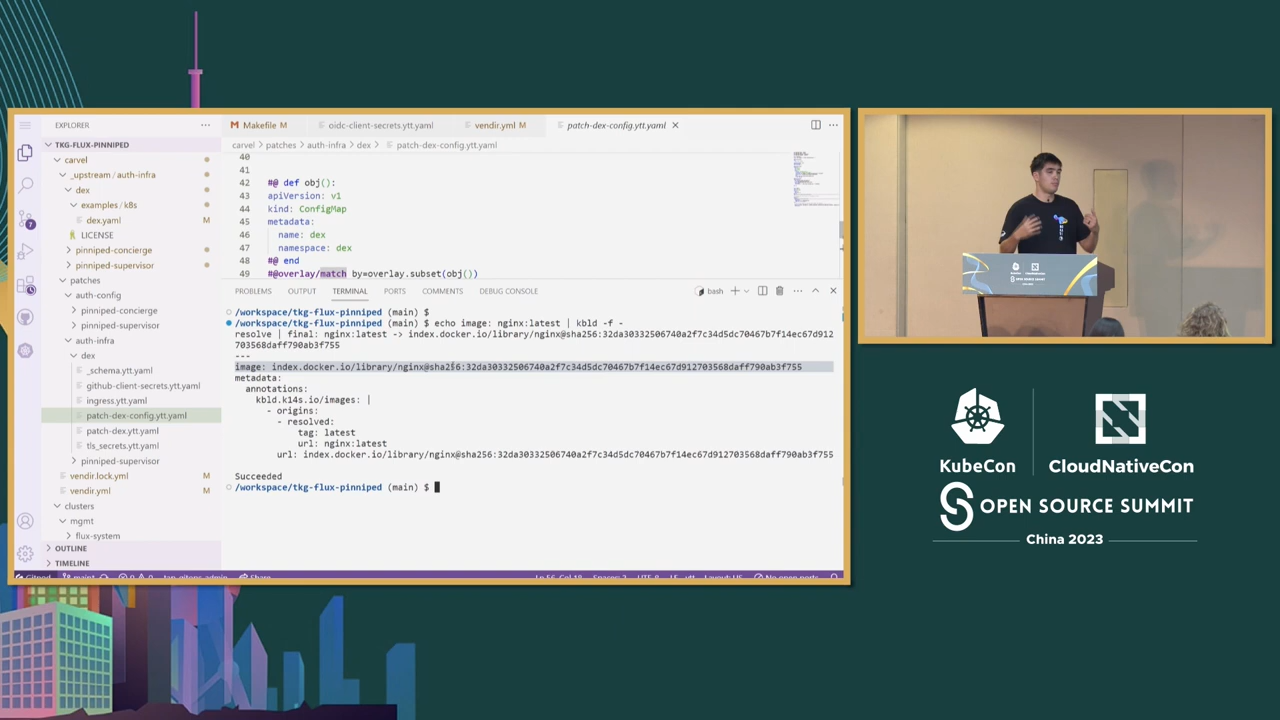 EXPLORER
TKG-FLUX-PINNIPED
carvel
_upstream / auth-infra
dex
examples / k8s
dex.yaml M
LICENSE
pinniped-concierge
pinniped-supervisor
patches
auth-config
pinniped-concierge
pinniped-supervisor
auth-infra
dex
_schema.ytt.yaml
github-client-secrets.ytt.yaml
ingress.ytt.yaml
patch-dex-config.ytt.yaml
patch-dex.ytt.yaml
tls_secrets.ytt.yaml
pinniped-supervisor
vendir.lock.yml M
vendir.yml M
clusters
mgmt
flux-system
OUTLINE
TIMELINE
Makefile M
oidc-client-secrets.ytt.yaml
vendir.yml M
patch-dex-config.ytt.yaml
carvel > patches > auth-infra > dex > patch-dex-config.ytt.yaml
40
41
42 #@ def obj():
43 apiVersion: v1
44 kind: ConfigMap
45 metadata:
46 name: dex
47 namespace: dex
48 #@ end
49 #@overlay/match by=overlay.subset(obj())
PROBLEMS OUTPUT TERMINAL PORTS COMMENTS DEBUG CONSOLE
bash
/workspace/tkg-flux-pinniped (main) $
/workspace/tkg-flux-pinniped (main) $ echo image: nginx:latest | kbld -f -
resolve | final: nginx:latest -> index.docker.io/library/nginx@sha256:32da30332506740a2f7c34d5dc70467b7f14ec67d912
703568daff790ab3f755
---
image: index.docker.io/library/nginx@sha256:32da30332506740a2f7c34d5dc70467b7f14ec67d912703568daff790ab3f755
metadata:
annotations:
kbld.k14s.io/images: |
- origins:
- resolved:
tag: latest
url: nginx:latest
url: index.docker.io/library/nginx@sha256:32da30332506740a2f7c34d5dc70467b7f14ec67d912703568daff790ab3f755
Succeeded
/workspace/tkg-flux-pinniped (main) $
KubeCon
CloudNativeCon
OPEN SOURCE SUMMIT
China 2023